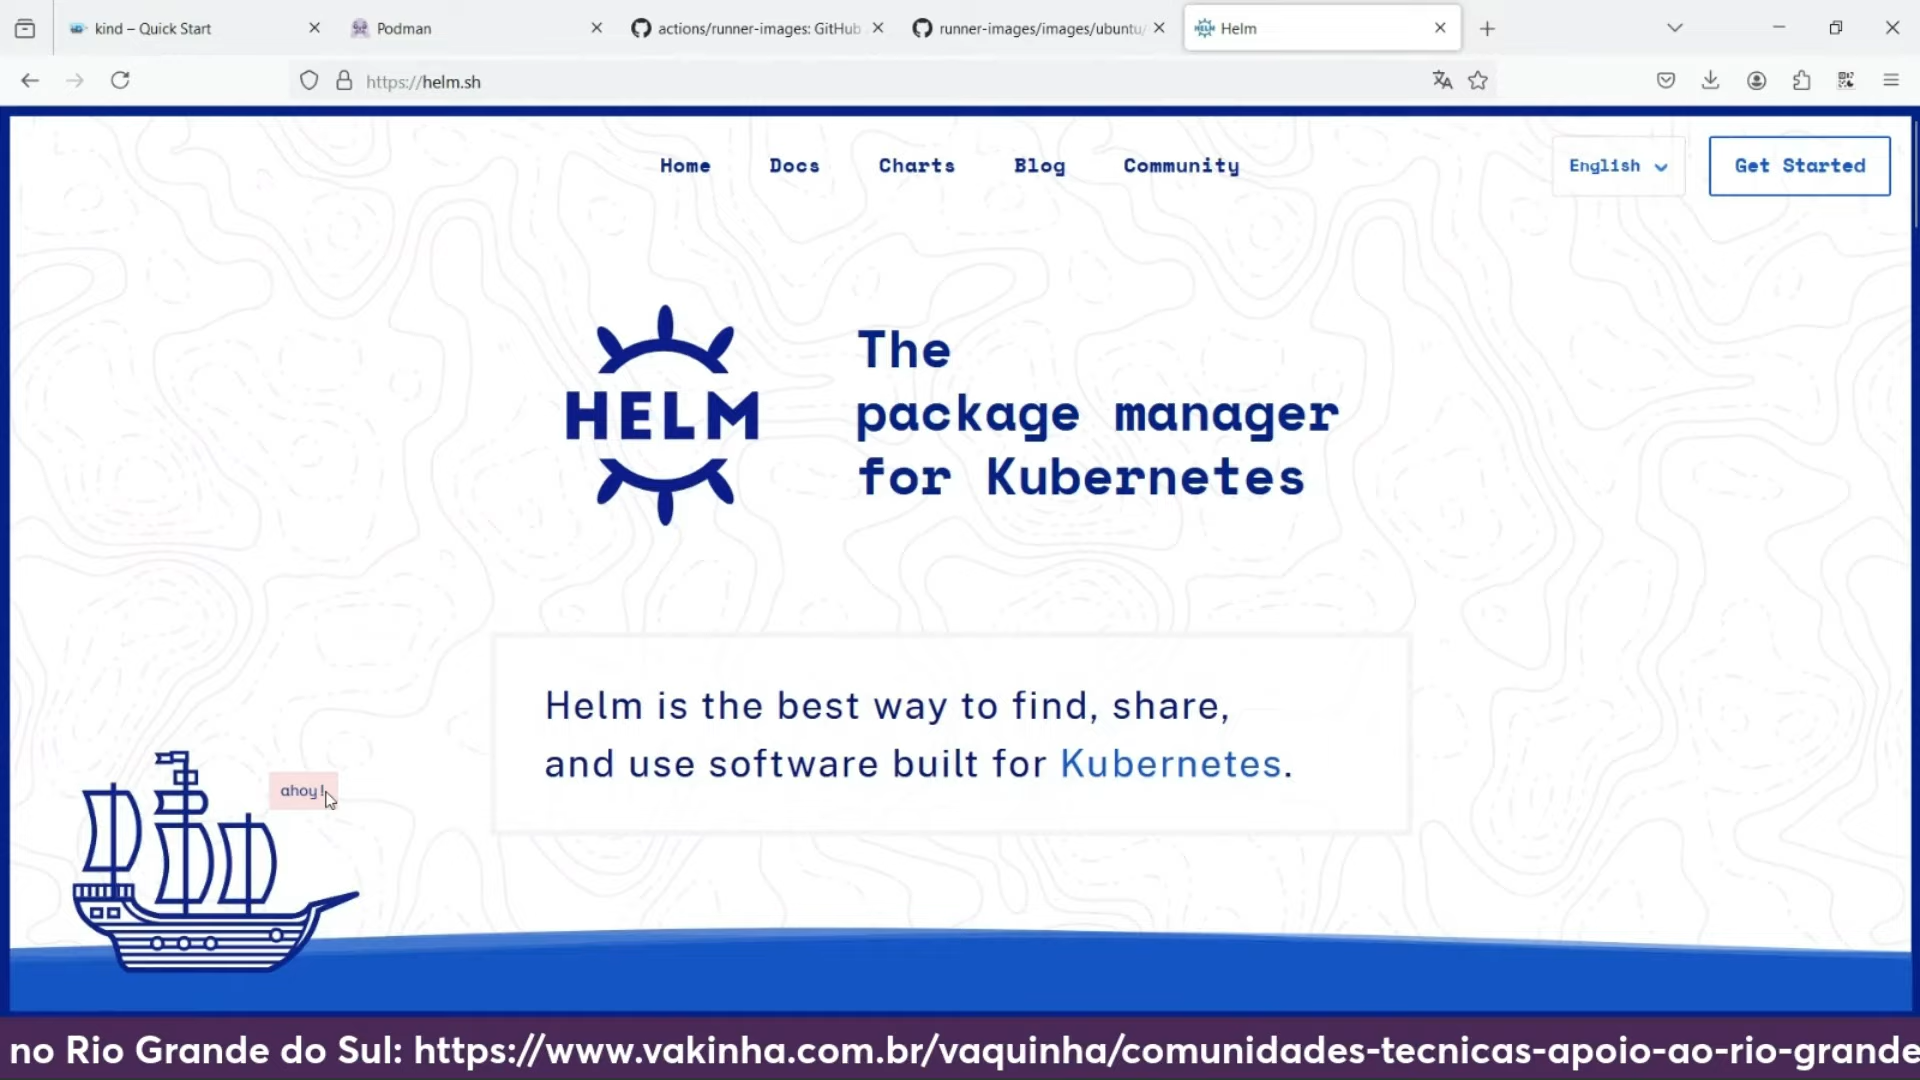 kind – Quick Start
Podman
actions/runner-images: GitHub
runner-images/images/ubuntu/
Helm
https://helm.sh
Home
Docs
Charts
Blog
Community
English
Get Started
HELM
The
package manager
for Kubernetes
Helm is the best way to find, share,
and use software built for Kubernetes.
ahoy!
no Rio Grande do Sul: https://www.vakinha.com.br/vaquinha/comunidades-tecnicas-apoio-ao-rio-grande